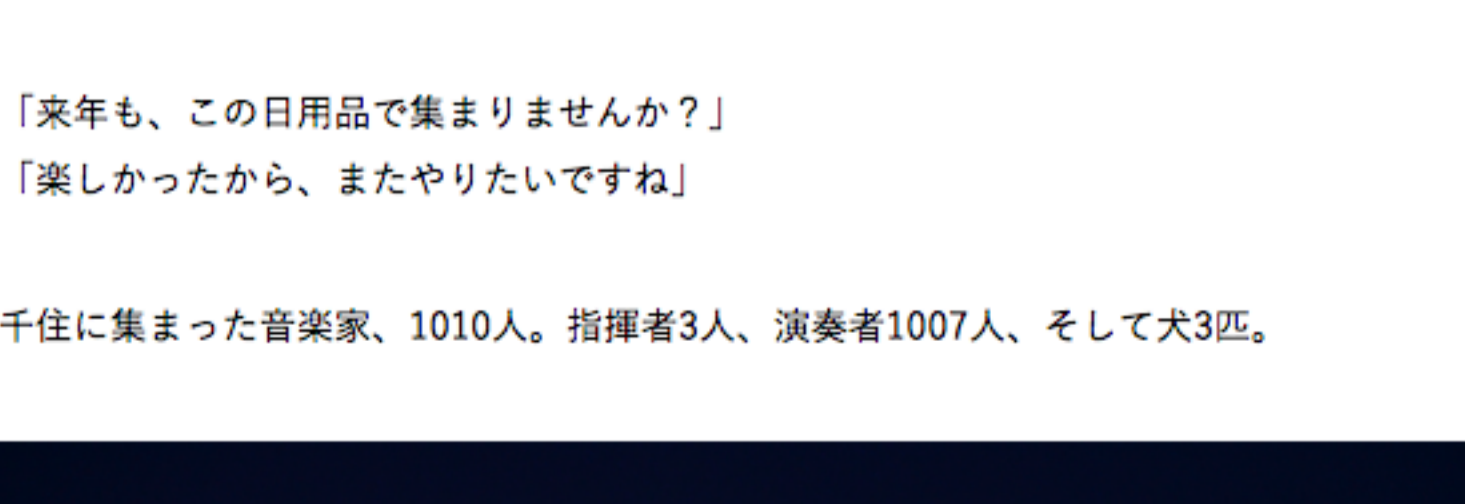 「来年も、この日用品で集まりませんか？」
「楽しかったから、またやりたいですね」
千住に集まった音楽家、1010人。指揮者3人、演奏者1007人、そして犬3匹。